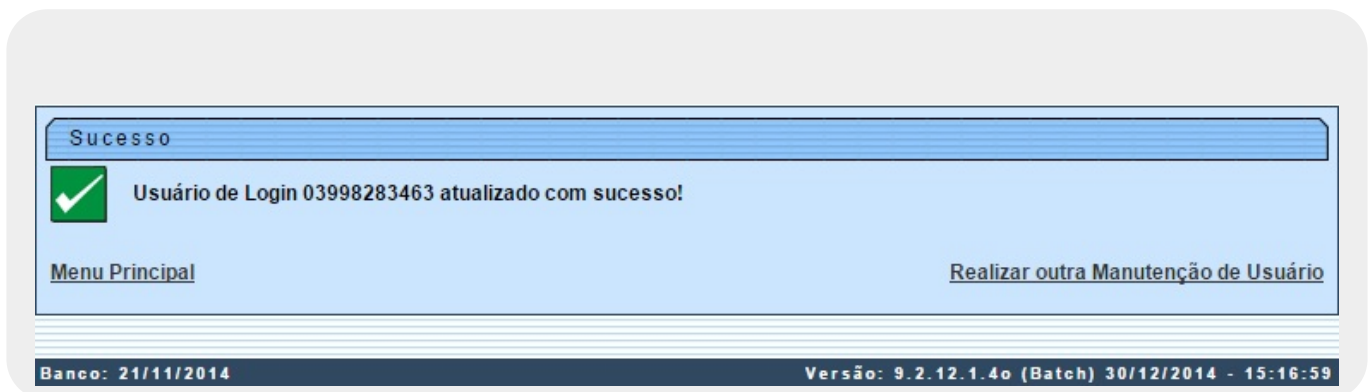 Sucesso
Usuário de Login 03998283463 atualizado com sucesso!
Menu Principal Realizar outra Manutenção de Usuário
Banco: 21/11/2014 Versão: 9.2.12.1.4o (Batch) 30/12/2014 - 15:16:59